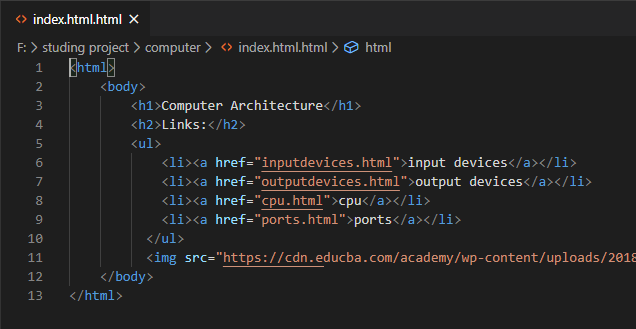 index.html.html ×
F: > studing project > computer > index.html.html > html
1 <html>
2 <body>
3 <h1>Computer Architecture</h1>
4 <h2>Links:</h2>
5 <ul>
6 <li><a href="inputdevices.html">input devices</a></li>
7 <li><a href="outputdevices.html">output devices</a></li>
8 <li><a href="cpu.html">cpu</a></li>
9 <li><a href="ports.html">ports</a></li>
10 </ul>
11 <img src="https://cdn.educba.com/academy/wp-content/uploads/2018
12 </body>
13 </html>